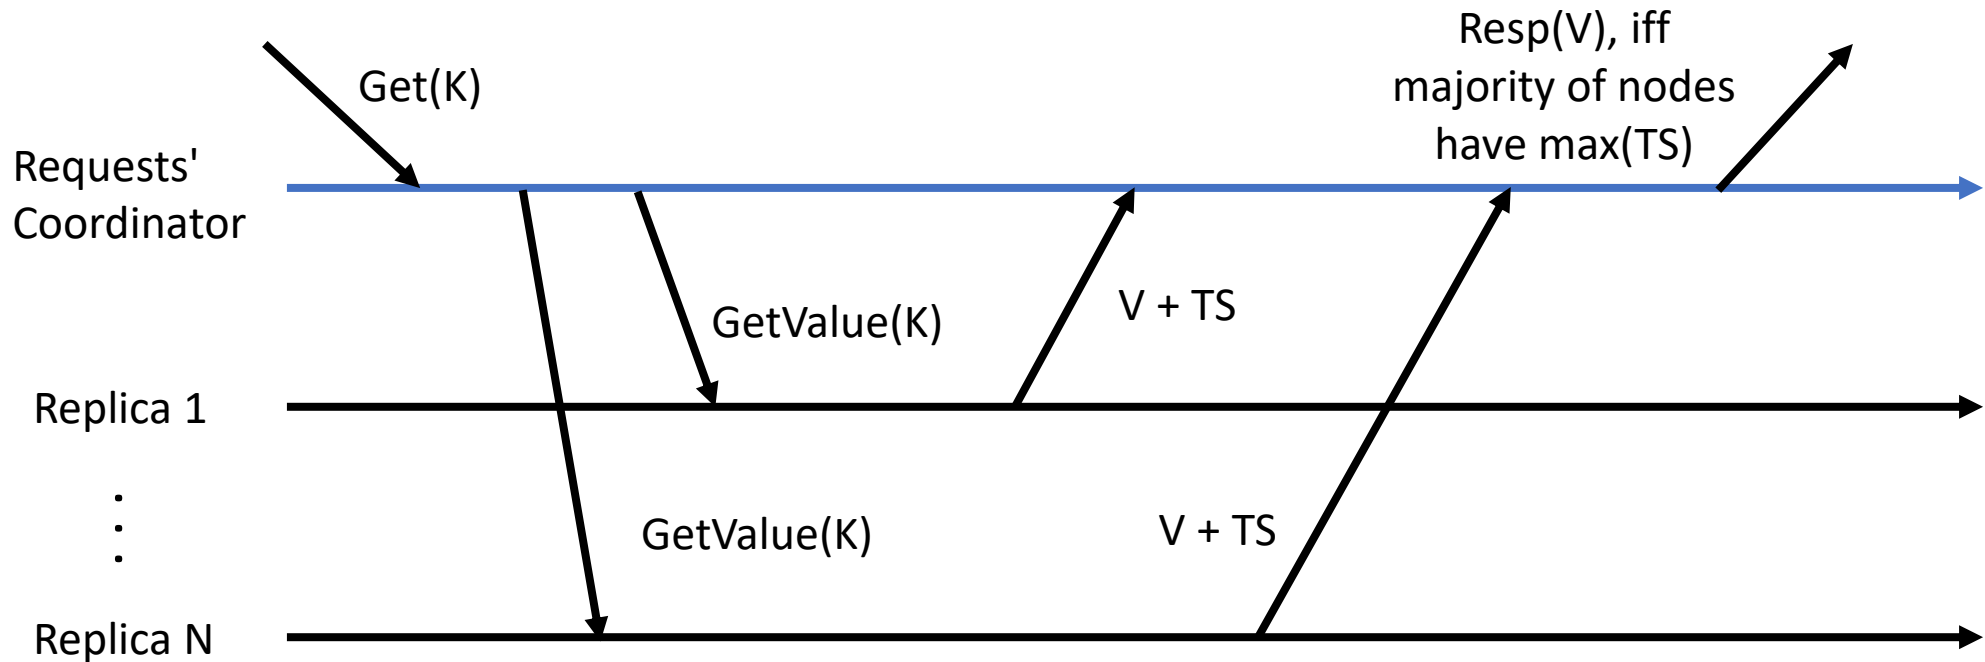 Get(K)
Resp(V), iff
majority of nodes
have max(TS)
Requests'
Coordinator
GetValue(K)
V + TS
Replica 1
GetValue(K)
V + TS
Replica N